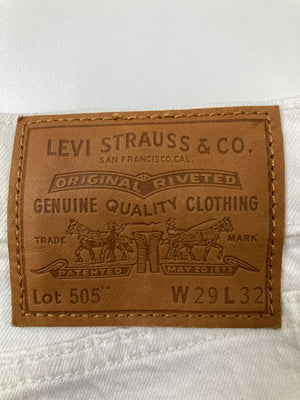 LEVI STRAUSS & CO.
SAN FRANCISCO, CAL.
ORIGINAL RIVETED
GENUINE QUALITY CLOTHING
TRADE MARK
PATENTED MAY 20 1873
Lot 505™ W29 L32